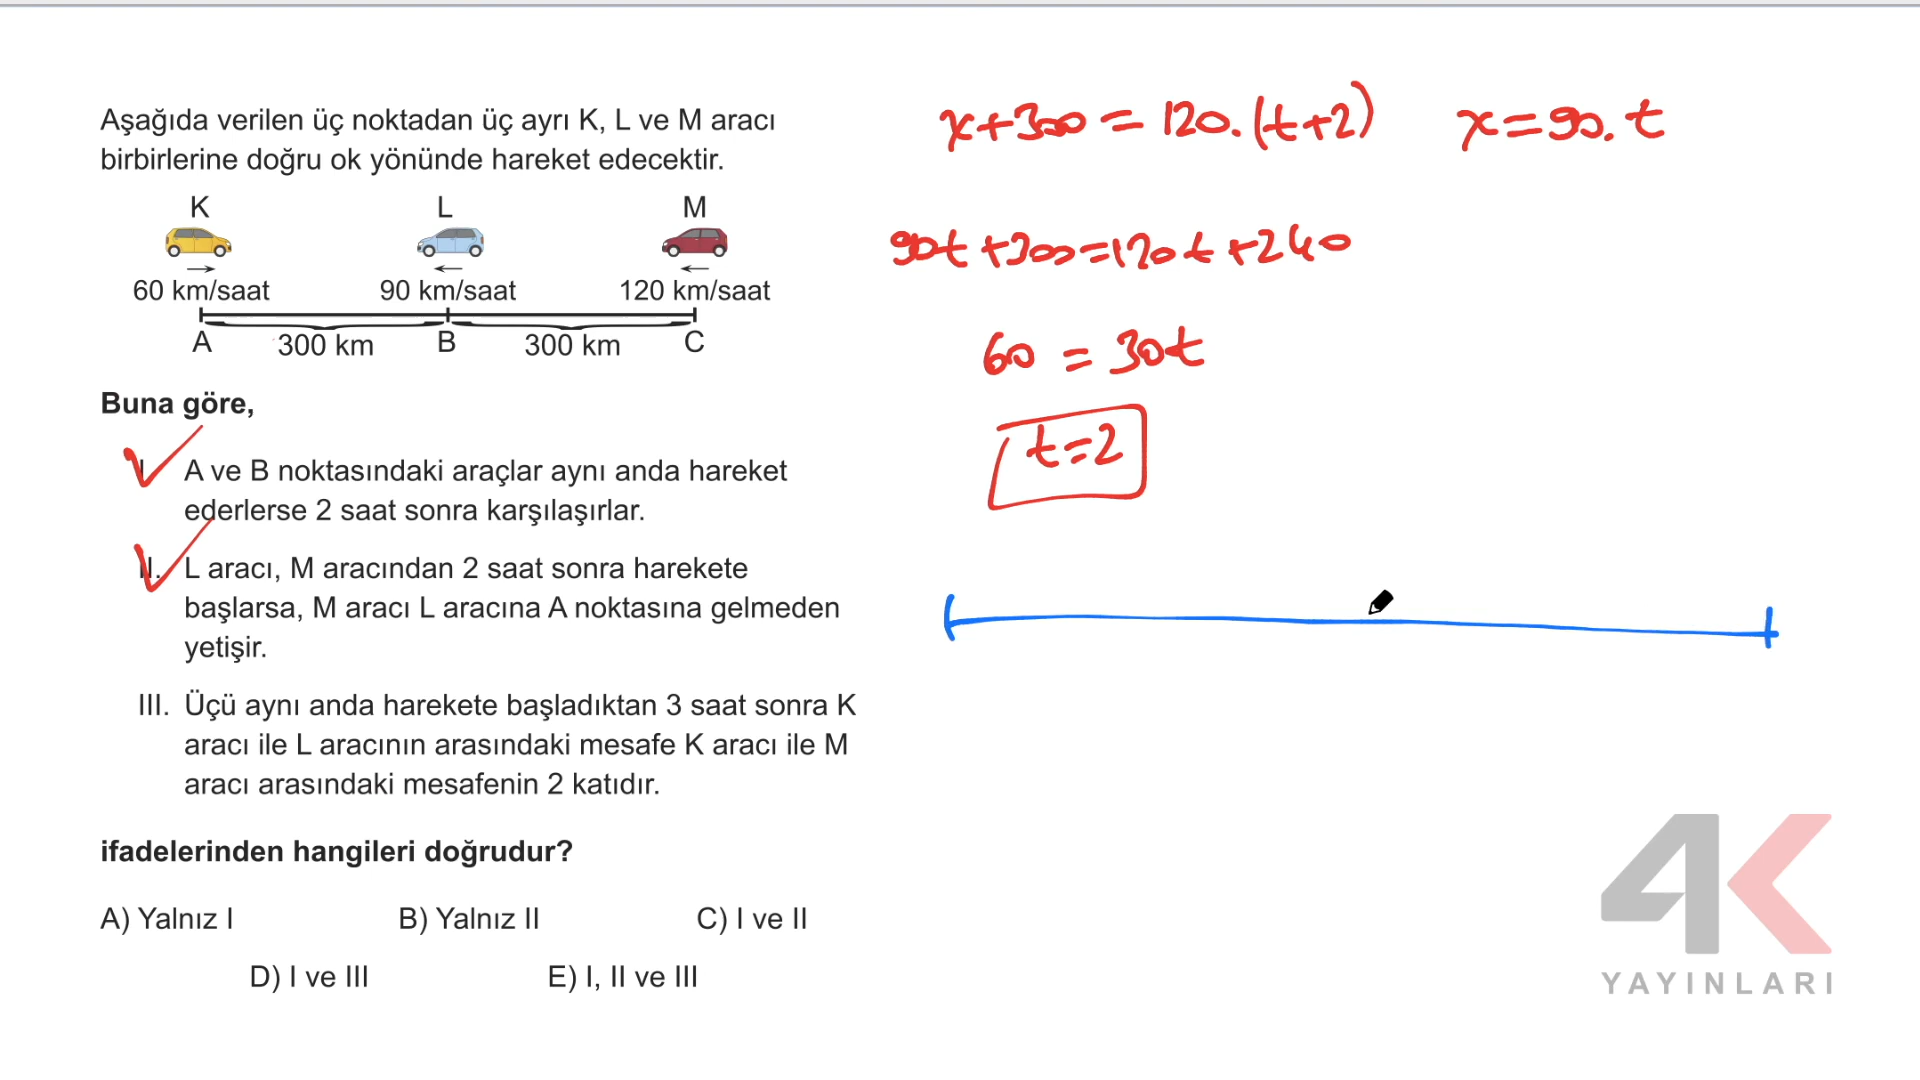 Aşağıda verilen üç noktadan üç ayrı K, L ve M aracı
birbirlerine doğru ok yönünde hareket edecektir.
K L M
60 km/saat 90 km/saat 120 km/saat
A 300 km B 300 km C
Buna göre,
I. A ve B noktasındaki araçlar aynı anda hareket
ederlerse 2 saat sonra karşılaşırlar.
II. L aracı, M aracından 2 saat sonra harekete
başlarsa, M aracı L aracına A noktasına gelmeden
yetişir.
III. Üçü aynı anda harekete başladıktan 3 saat sonra K
aracı ile L aracının arasındaki mesafe K aracı ile M
aracı arasındaki mesafenin 2 katıdır.
ifadelerinden hangileri doğrudur?
A) Yalnız I B) Yalnız II C) I ve II
D) I ve III E) I, II ve III
x+300 = 120.(t+2) x=90.t
90t+300=120t+240
60 = 30t
t=2
4K
YAYINLARI